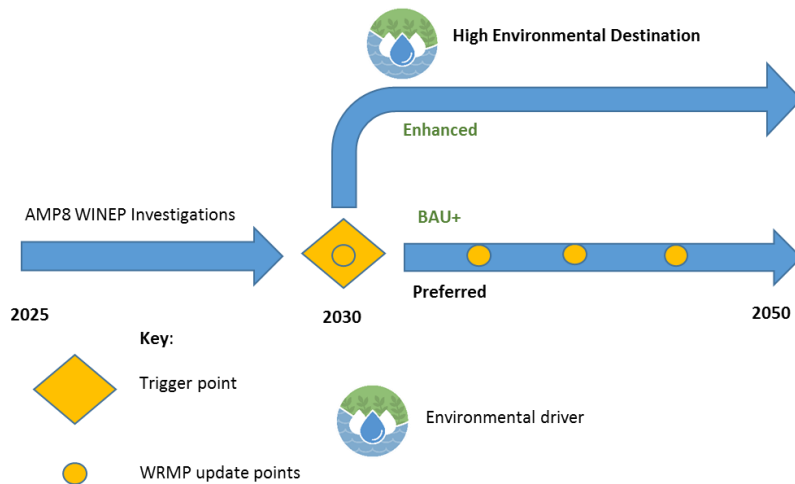 High Environmental Destination
Enhanced
AMP8 WINEP Investigations
BAU+
Preferred
2025
2030
2050
Key:
Trigger point
Environmental driver
WRMP update points